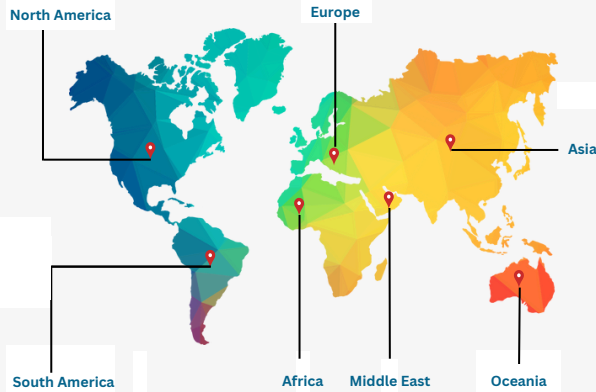 Europe
North America
Asia
South America
Africa
Middle East
Oceania